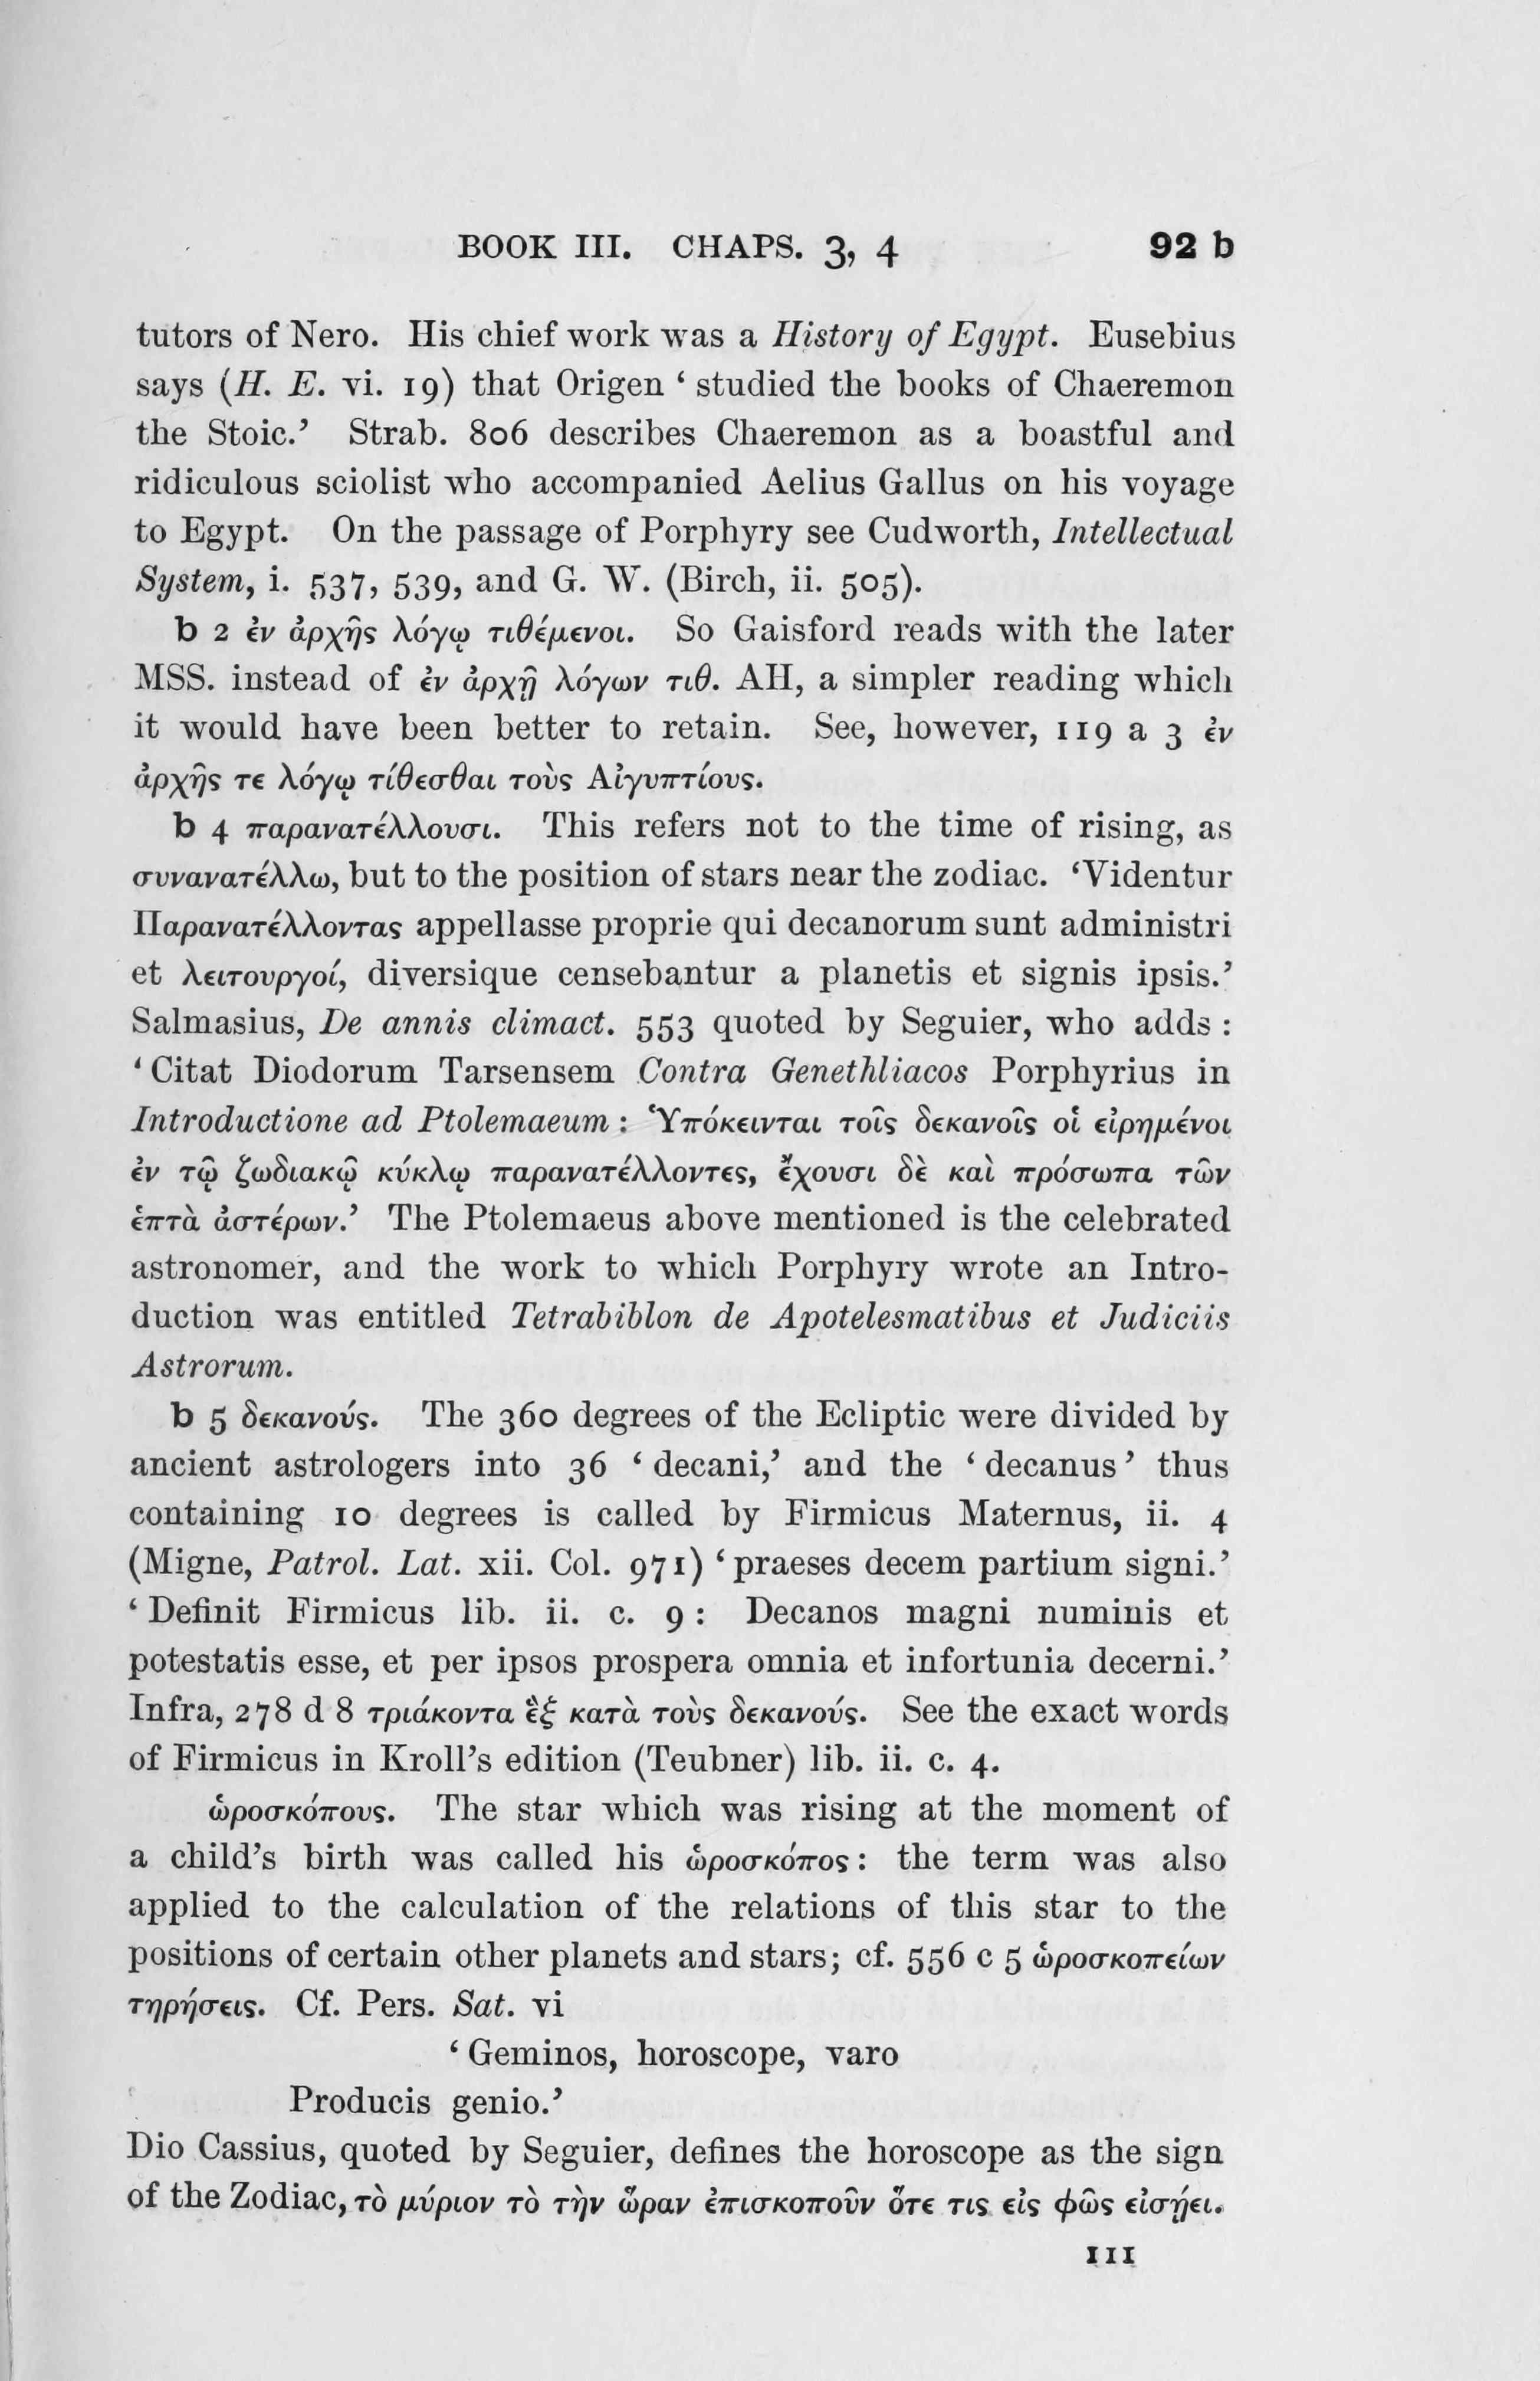 BOOK III. CHAPS. 3, 4 92 b
tutors of Nero. His chief work was a History of Egypt. Eusebius
says (H. E. vi. 19) that Origen ‘ studied the books of Chaeremon
the Stoic.’ Strab. 806 describes Chaeremon as a boastful and
ridiculous sciolist who accompanied Aelius Gallus on his voyage
to Egypt. On the passage of Porphyry see Cudworth, Intellectual
System, i. 537, 539, and G. W. (Birch, ii. 505).
b 2 ἐν ἀρχῆς λόγῳ τιθέμενοι. So Gaisford reads with the later
MSS. instead of ἐν ἀρχῇ λόγων τιθ. AH, a simpler reading which
it would have been better to retain. See, however, 119 a 3 ἐν
ἀρχῆς τε λόγῳ τίθεσθαι τοὺς Αἰγυπτίους.
b 4 παρανατέλλουσι. This refers not to the time of rising, as
συνανατέλλω, but to the position of stars near the zodiac. ‘Videntur
Παρανατέλλοντας appellasse proprie qui decanorum sunt administri
et λειτουργοί, diversique censebantur a planetis et signis ipsis.’
Salmasius, De annis climact. 553 quoted by Seguier, who adds :
‘ Citat Diodorum Tarsensem Contra Genethliacos Porphyrius in
Introductione ad Ptolemaeum : Ὑπόκεινται τοῖς δεκανοῖς οἱ εἰρημένοι
ἐν τῷ ζωδιακῷ κύκλῳ παρανατέλλοντες, ἔχουσι δὲ καὶ πρόσωπα τῶν
ἑπτὰ ἀστέρων.’ The Ptolemaeus above mentioned is the celebrated
astronomer, and the work to which Porphyry wrote an Intro-
duction was entitled Tetrabiblon de Apotelesmatibus et Judiciis
Astrorum.
b 5 δεκανούς. The 360 degrees of the Ecliptic were divided by
ancient astrologers into 36 ‘ decani,’ and the ‘ decanus ’ thus
containing 10 degrees is called by Firmicus Maternus, ii. 4
(Migne, Patrol. Lat. xii. Col. 971) ‘ praeses decem partium signi.’
‘ Definit Firmicus lib. ii. c. 9 : Decanos magni numinis et
potestatis esse, et per ipsos prospera omnia et infortunia decerni.’
Infra, 278 d 8 τριάκοντα ἓξ κατὰ τοὺς δεκανούς. See the exact words
of Firmicus in Kroll’s edition (Teubner) lib. ii. c. 4.
ὡροσκόπους. The star which was rising at the moment of
a child’s birth was called his ὡροσκόπος : the term was also
applied to the calculation of the relations of this star to the
positions of certain other planets and stars; cf. 556 c 5 ὡροσκοπείων
τηρήσεις. Cf. Pers. Sat. vi
‘ Geminos, horoscope, varo
Producis genio.’
Dio Cassius, quoted by Seguier, defines the horoscope as the sign
of the Zodiac, τὸ μύριον τὸ τὴν ὥραν ἐπισκοποῦν ὅτε τις εἰς φῶς εἰσῄει.
111